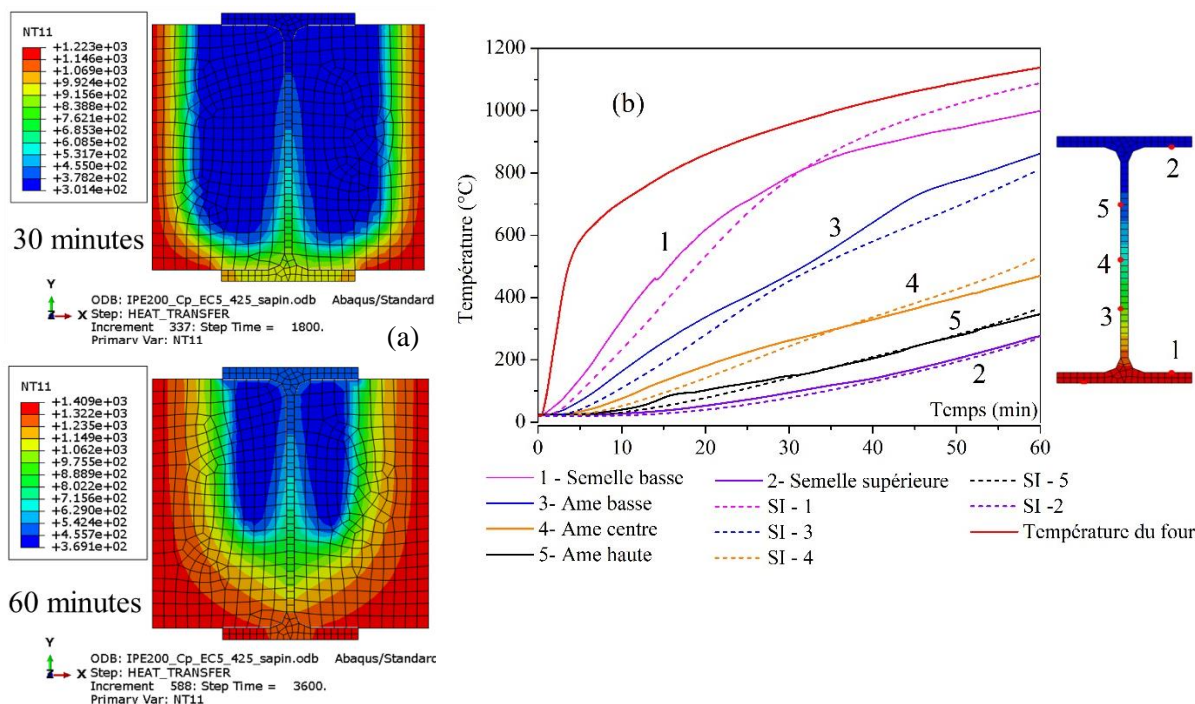 NT11
+1.223e+03
+1.146e+03
+1.069e+03
+9.924e+02
+9.156e+02
+8.388e+02
+7.621e+02
+6.853e+02
+6.085e+02
+5.317e+02
+4.550e+02
+3.782e+02
+3.014e+02
30 minutes
Y
Z X
ODB: IPE200_Cp_EC5_425_sapin.odb Abaqus/Standard
Step: HEAT_TRANSFER
Increment 337: Step Time = 1800.
Primary Var: NT11
(a)
NT11
+1.409e+03
+1.322e+03
+1.235e+03
+1.149e+03
+1.062e+03
+9.755e+02
+8.889e+02
+8.022e+02
+7.156e+02
+6.290e+02
+5.424e+02
+4.557e+02
+3.691e+02
60 minutes
Y
Z X
ODB: IPE200_Cp_EC5_425_sapin.odb Abaqus/Standard
Step: HEAT_TRANSFER
Increment 588: Step Time = 3600.
Primary Var: NT11
(b)
Température (°C)
1200
1000
800
600
400
200
0
0 10 20 30 40 50 60
Temps (min)
1
3
4
5
2
1 - Semelle basse
3- Ame basse
4- Ame centre
5- Ame haute
2- Semelle supérieure
SI - 1
SI - 3
SI - 4
SI - 5
SI -2
Température du four
2
5
4
3
1